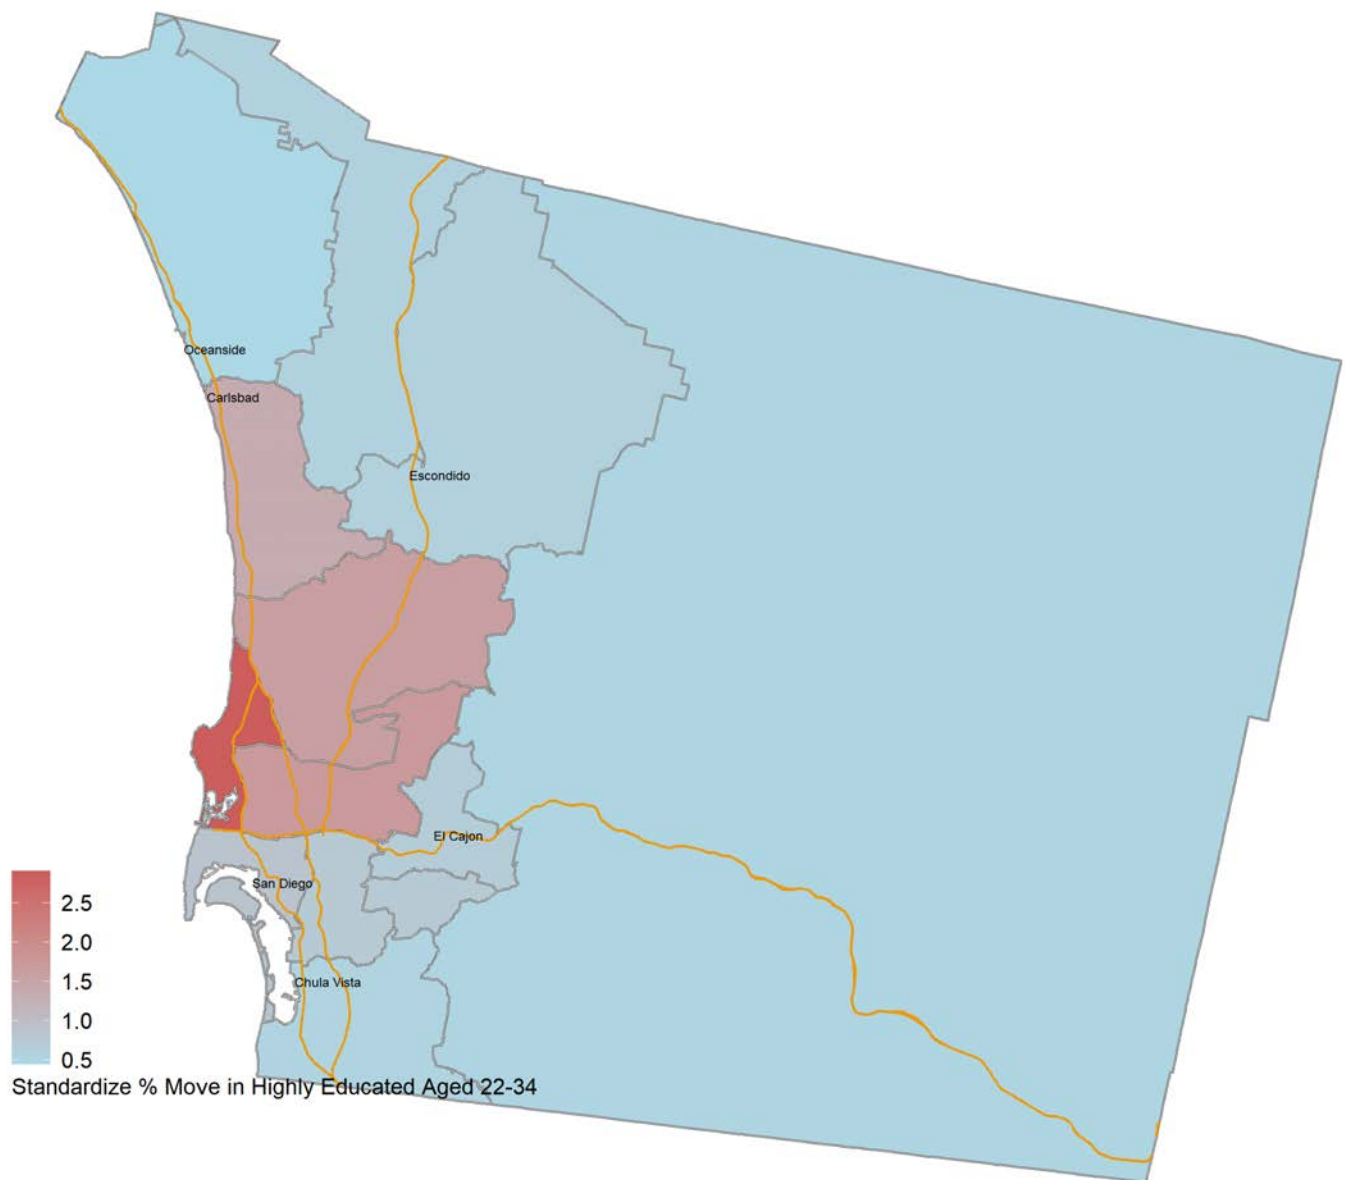 Oceanside
Carlsbad
Escondido
El Cajon
San Diego
Chula Vista
2.5
2.0
1.5
1.0
0.5
Standardize % Move in Highly Educated Aged 22-34